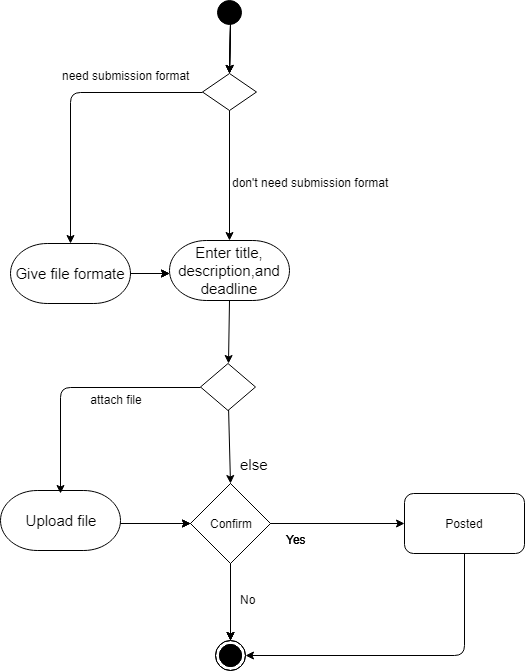 need submission format
don't need submission format
Give file formate
Enter title,
description,and
deadline
attach file
else
Upload file
Confirm
Yes
Posted
No